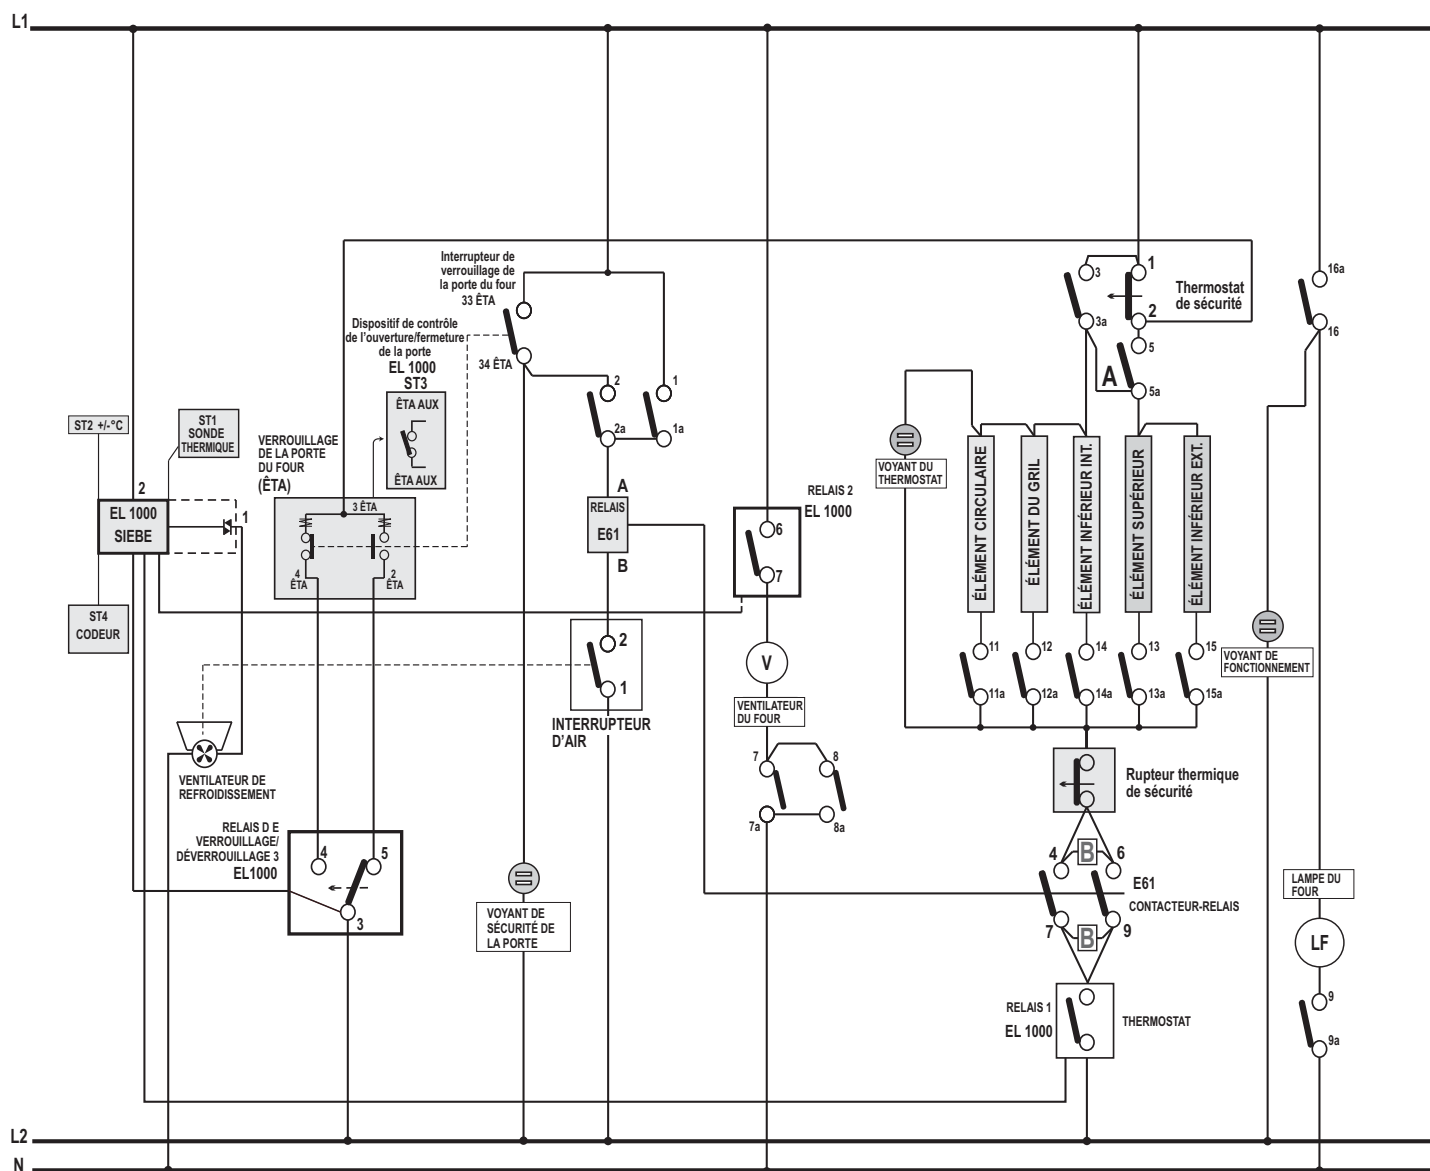 L1
Interrupteur de
verrouillage de
la porte du four
33 ÊTA
34 ÊTA
Dispositif de contrôle
de l'ouverture/fermeture
de la porte
EL 1000
ST3
ÊTA AUX
ÊTA AUX
ST2 +/-°C
ST1
SONDE
THERMIQUE
VERROUILLAGE
DE LA PORTE
DU FOUR
(ÊTA)
2
EL 1000
SIEBE
1
ST4
CODEUR
3 ÊTA
4
ÊTA
2
ÊTA
2
1
2a
1a
A
RELAIS
E61
B
2
1
INTERRUPTEUR
D’AIR
VENTILATEUR DE
REFROIDISSEMENT
RELAIS D E
VERROUILLAGE/
DÉVERROUILLAGE 3
EL1000
4
5
3
VOYANT DE
SÉCURITÉ DE
LA PORTE
RELAIS 2
EL 1000
6
7
V
VENTILATEUR
DU FOUR
7
8
7a
8a
3
1
Thermostat
de sécurité
3a
2
5
A
5a
16a
16
VOYANT DU
THERMOSTAT
ÉLÉMENT CIRCULAIRE
ÉLÉMENT DU GRIL
ÉLÉMENT INFÉRIEUR INT.
ÉLÉMENT SUPÉRIEUR
ÉLÉMENT INFÉRIEUR EXT.
11
12
14
13
15
11a
12a
14a
13a
15a
VOYANT DE
FONCTIONNEMENT
Rupteur thermique
de sécurité
4
B
6
E61
CONTACTEUR-RELAIS
7
B
9
RELAIS 1
EL 1000
THERMOSTAT
LAMPE DU
FOUR
LF
9
9a
L2
N